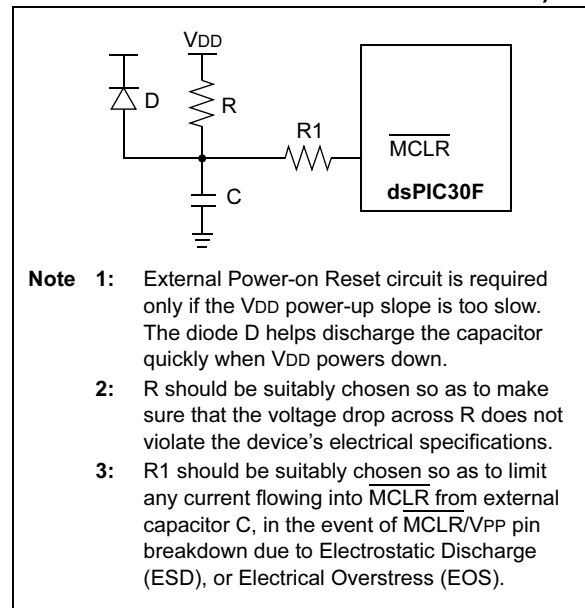 VDD
D
R
R1
MCLR
dsPIC30F
C
Note 1: External Power-on Reset circuit is required
only if the VDD power-up slope is too slow.
The diode D helps discharge the capacitor
quickly when VDD powers down.
2: R should be suitably chosen so as to make
sure that the voltage drop across R does not
violate the device's electrical specifications.
3: R1 should be suitably chosen so as to limit
any current flowing into MCLR from external
capacitor C, in the event of MCLR/VPP pin
breakdown due to Electrostatic Discharge
(ESD), or Electrical Overstress (EOS).